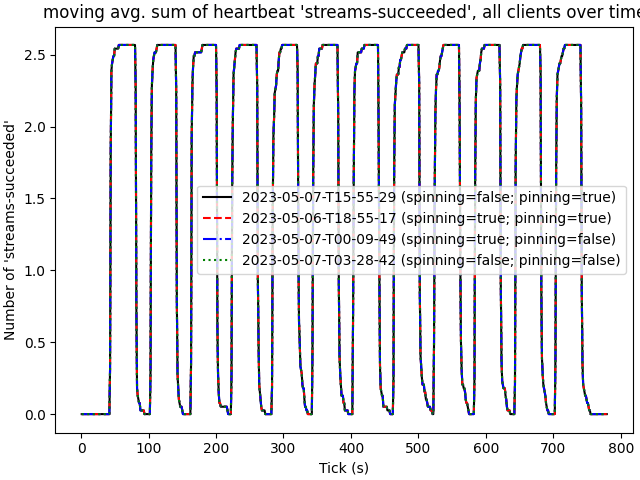 moving avg. sum of heartbeat 'streams-succeeded', all clients over time
Number of 'streams-succeeded'
2.5
2.0
1.5
1.0
0.5
0.0
2023-05-07-T15-55-29 (spinning=false; pinning=true)
2023-05-06-T18-55-17 (spinning=true; pinning=true)
2023-05-07-T00-09-49 (spinning=true; pinning=false)
2023-05-07-T03-28-42 (spinning=false; pinning=false)
0 100 200 300 400 500 600 700 800
Tick (s)